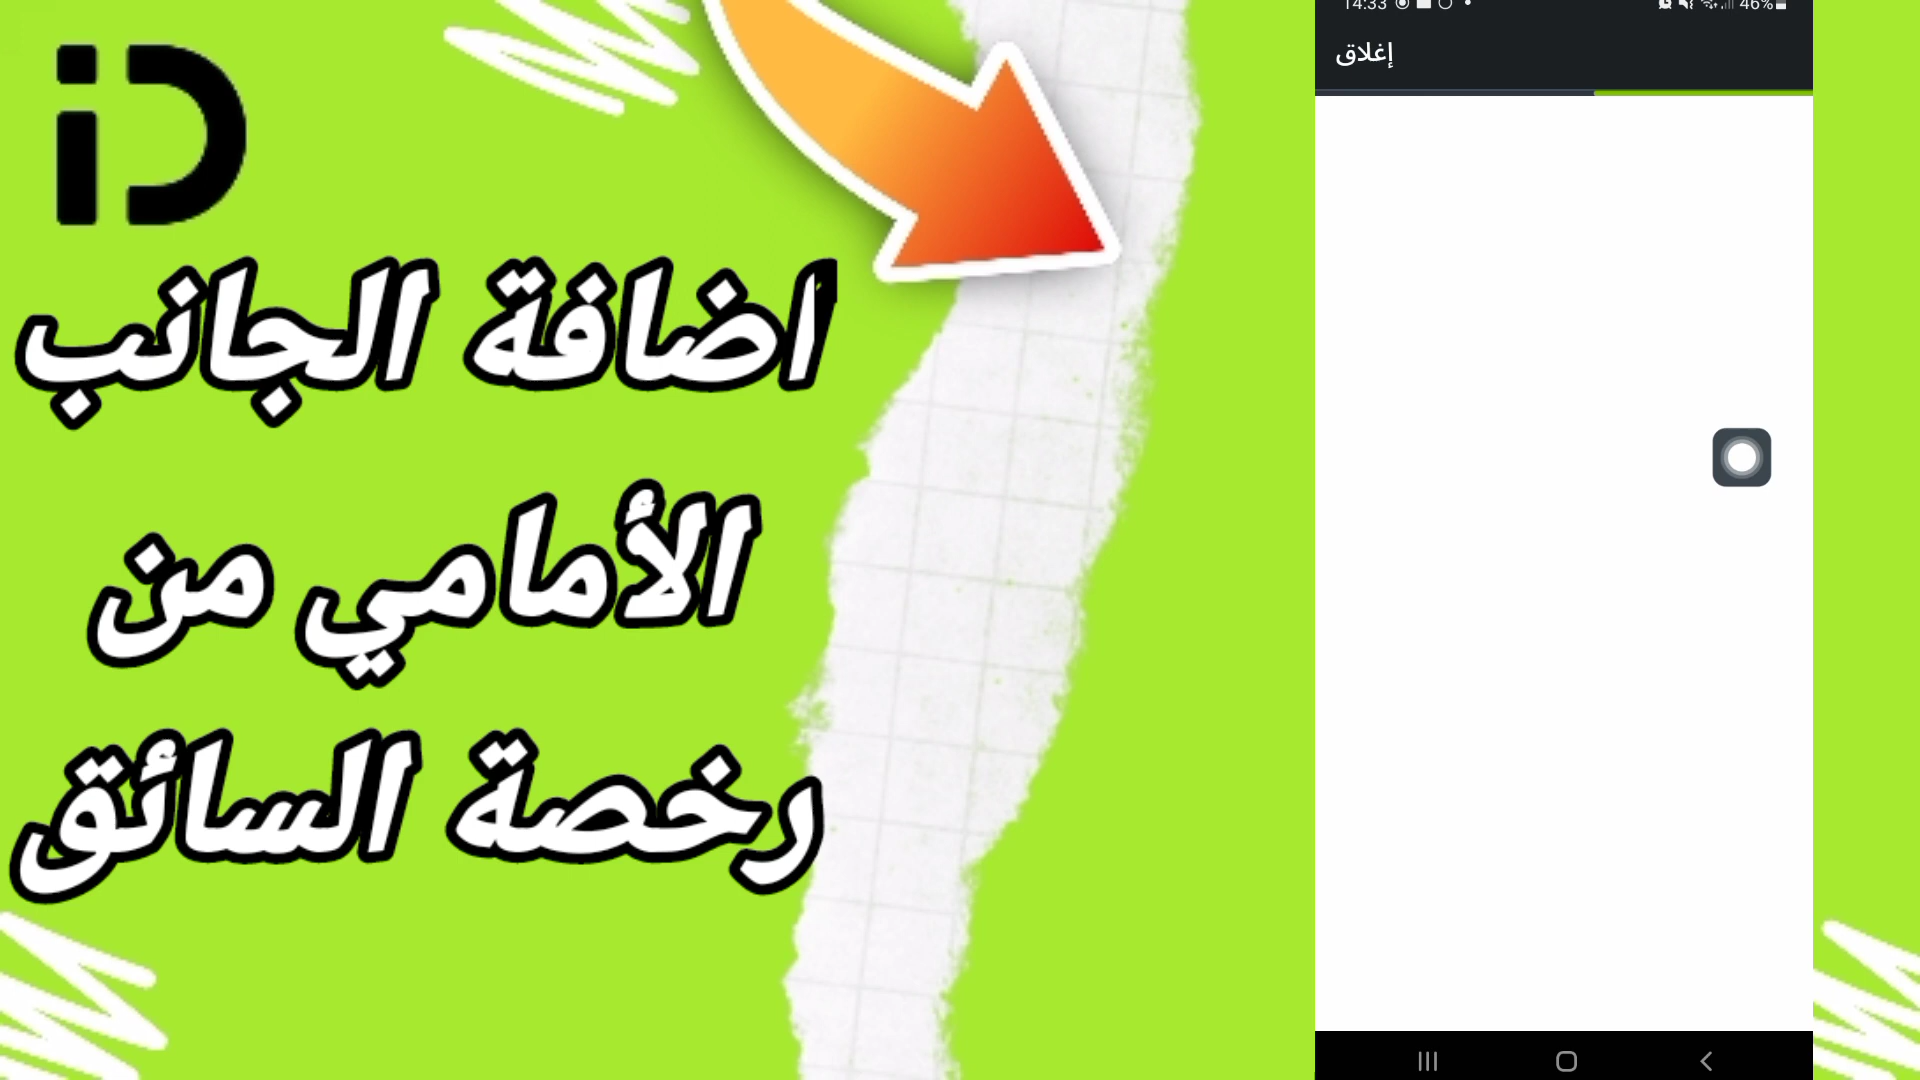 iD
اضافة الجانب
الأمامي من
رخصة السائق
14:33
46%
إغلاق